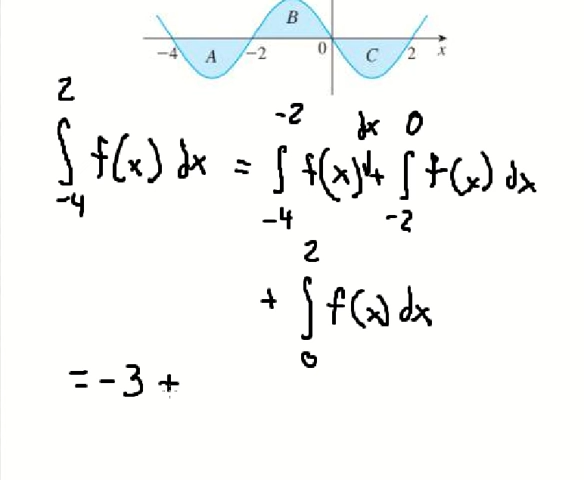 B
-4 A -2 0 C 2 x
∫_{-4}^{2} f(x) dx = ∫_{-4}^{-2} f(x) dx + ∫_{-2}^{0} f(x) dx
+ ∫_{0}^{2} f(x) dx
= -3 +